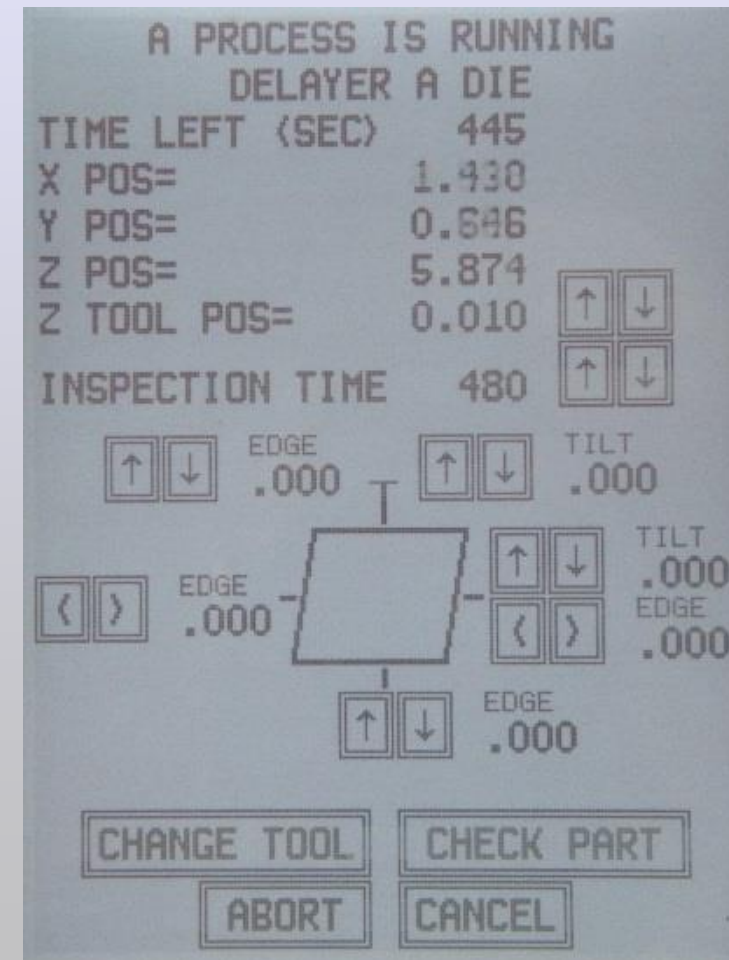 A PROCESS IS RUNNING
DELAYER A DIE
TIME LEFT (SEC) 445
X POS= 1.430
Y POS=
Z POS= 5.874
Z TOOL POS= 0.010 ↑ ↓
↑ ↓
INSPECTION TIME 480
↑ ↓ EDGE .000 ↑ ↓ TILT .000
↑ ↓ TILT .000
⟨ ⟩ EDGE .000 ⟨ ⟩ EDGE .000
↑ ↓ EDGE .000
CHANGE TOOL CHECK PART
ABORT CANCEL